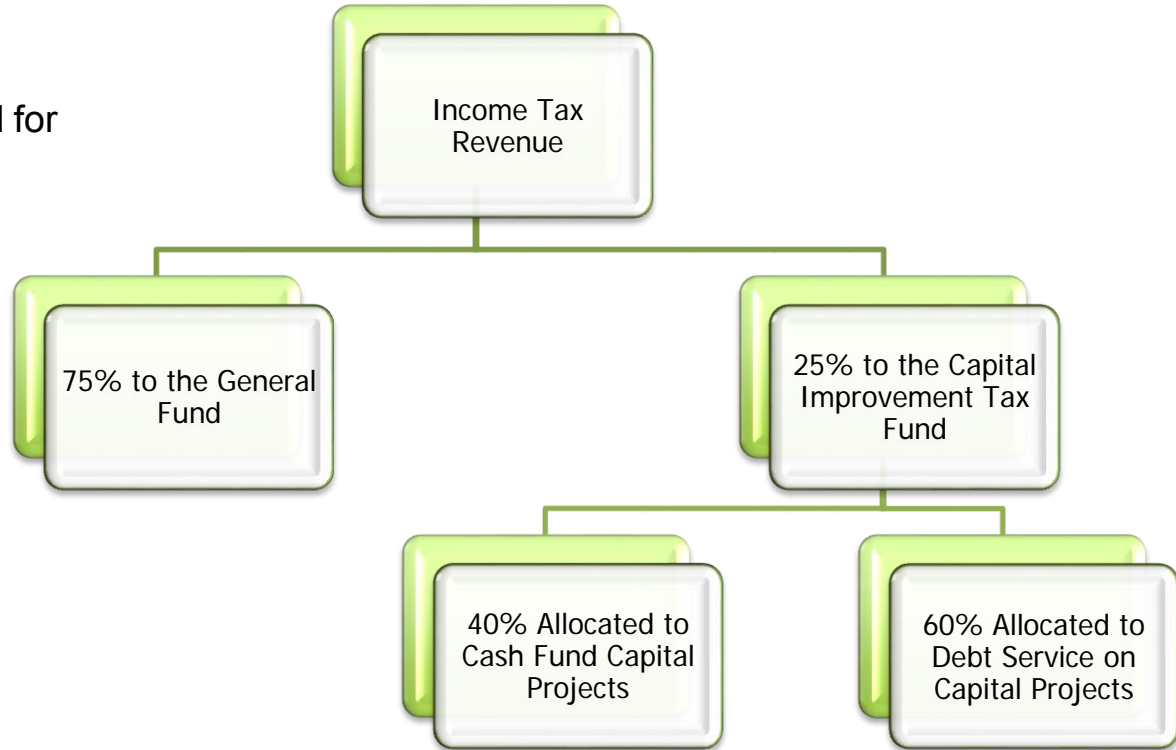 for
Income Tax
Revenue
75% to the General
Fund
25% to the Capital
Improvement Tax
Fund
40% Allocated to
Cash Fund Capital
Projects
60% Allocated to
Debt Service on
Capital Projects